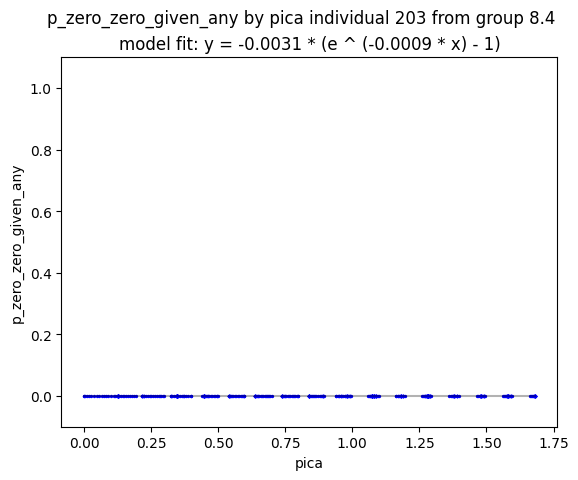 p_zero_zero_given_any by pica individual 203 from group 8.4
model fit: y = -0.0031 * (e ^ (-0.0009 * x) - 1)
1.0
0.8
0.6
0.4
0.2
0.0
p_zero_zero_given_any
0.00 0.25 0.50 0.75 1.00 1.25 1.50 1.75
pica